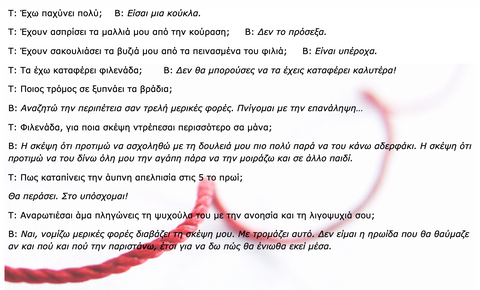 Τ: Έχω παχύνει πολύ; Β: Είσαι μια κούκλα.
Τ: Έχουν ασπρίσει τα μαλλιά μου από την κούραση; Β: Δεν το πρόσεξα.
Τ: Έχουν σακουλιάσει τα βυζιά μου από τα πεινασμένα του φιλιά; Β: Είναι υπέροχα.
Τ: Τα έχω καταφέρει φιλενάδα; Β: Δεν θα μπορούσες να τα έχεις καταφέρει καλυτέρα!
Τ: Ποιος τρόμος σε ξυπνάει τα βράδια;
Β: Αναζητώ την περιπέτεια σαν τρελή μερικές φορές. Πνίγομαι με την επανάληψη...
Τ: Φιλενάδα, για ποια σκέψη ντρέπεσαι περισσότερο σα μάνα;
Β: Η σκέψη ότι προτιμώ να ασχοληθώ με τη δουλειά μου πιο πολύ παρά να του κάνω αδερφάκι. Η σκέψη ότι
προτιμώ να του δίνω όλη μου την αγάπη πάρα να την μοιράζω και σε άλλο παιδί.
Τ: Πως καταπίνεις την άυπνη απελπισία στις 5 το πρωί;
Θα περάσει. Στο υπόσχομαι!
Τ: Αναρωτιέσαι άμα πληγώνεις τη ψυχούλα του με την ανοησία και τη λιγοψυχιά σου;
Β: Ναι, νομίζω μερικές φορές διαβάζει τη σκέψη μου. Με τρομάζει αυτό. Δεν είμαι η ηρωίδα που θα θαύμαζε
αν και πού και πού την παριστάνω, έτσι για να δω πώς θα ένιωθα εκεί μέσα.